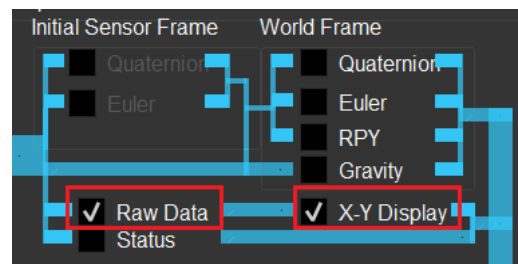 Initial Sensor Frame
World Frame
Quaternion
Euler
Quaternion
Euler
RPY
Gravity
Raw Data
X-Y Display
Status